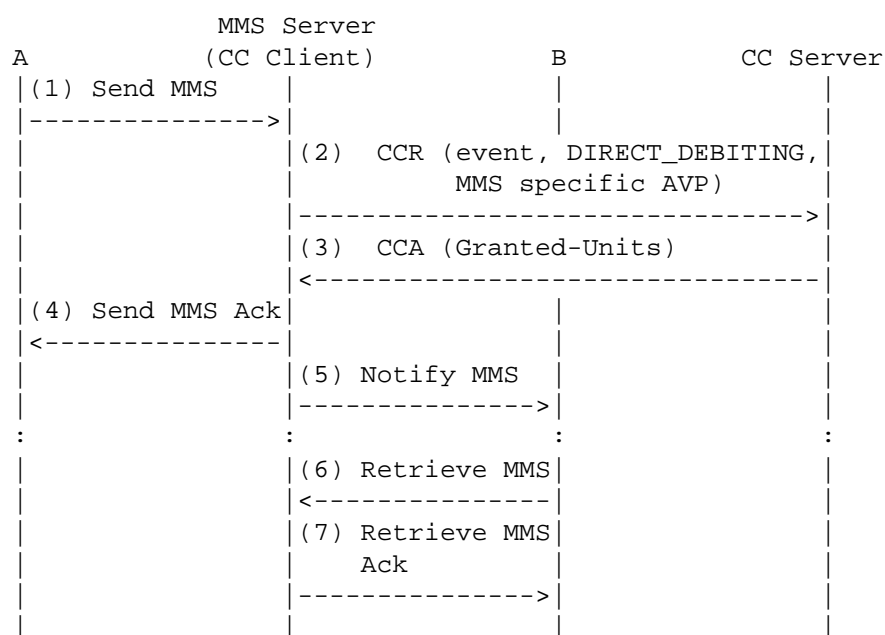 MMS Server
A (CC Client) B CC Server
(1) Send MMS
(2) CCR (event, DIRECT_DEBITING,
MMS specific AVP)
(3) CCA (Granted-Units)
(4) Send MMS Ack
(5) Notify MMS
(6) Retrieve MMS
(7) Retrieve MMS
Ack